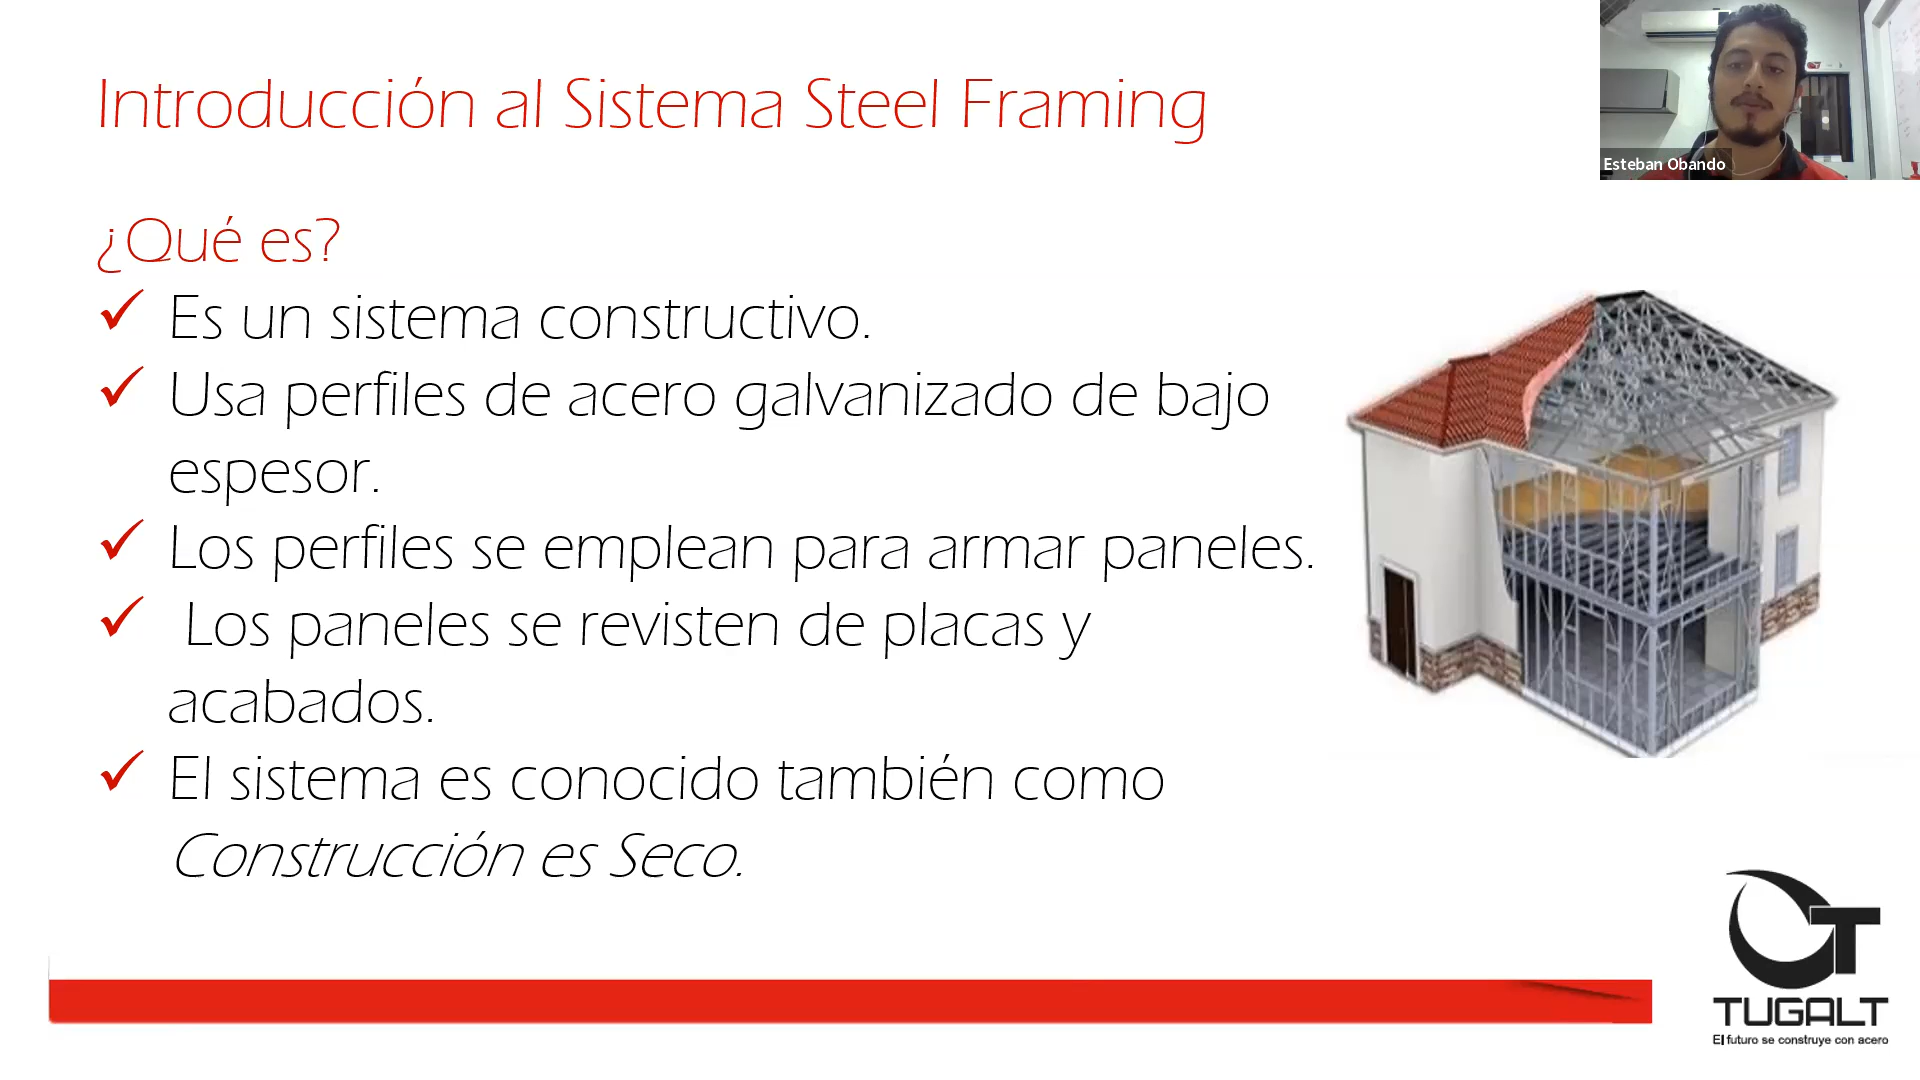 Introducción al Sistema Steel Framing
Esteban Obando
¿Qué es?
✓ Es un sistema constructivo.
✓ Usa perfiles de acero galvanizado de bajo
espesor.
✓ Los perfiles se emplean para armar paneles.
✓ Los paneles se revisten de placas y
acabados.
✓ El sistema es conocido también como
Construcción es Seco.
TUGALT
El futuro se construye con acero